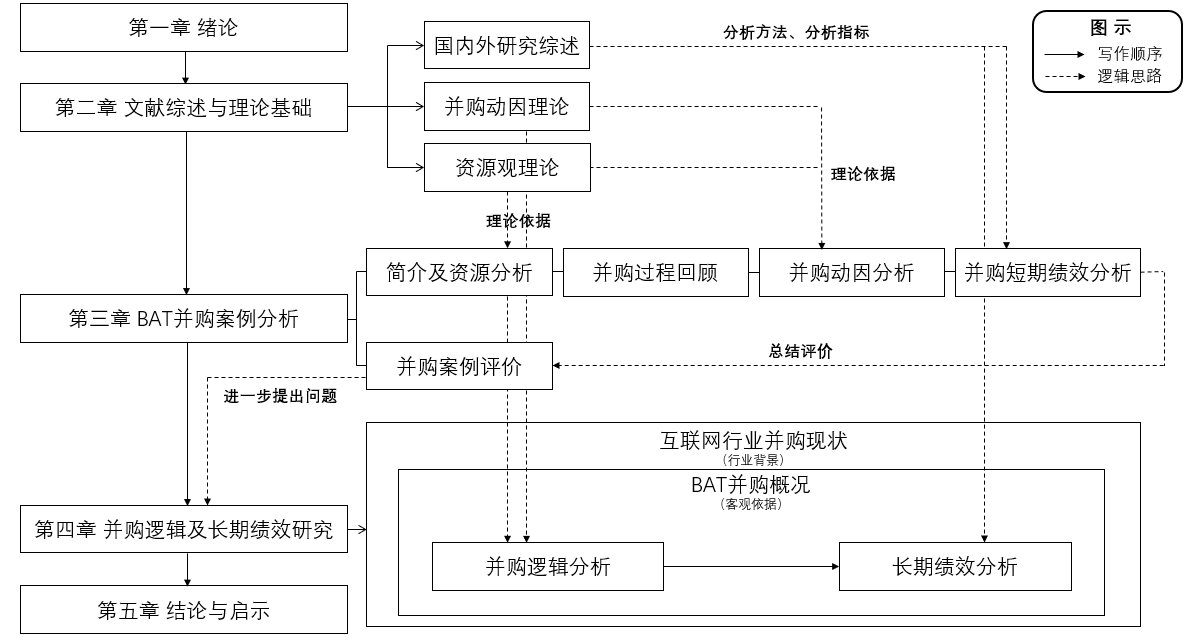 第一章 绪论
国内外研究综述
分析方法、分析指标
图 示
写作顺序
逻辑思路
第二章 文献综述与理论基础
并购动因理论
资源观理论
理论依据
理论依据
简介及资源分析
并购过程回顾
并购动因分析
并购短期绩效分析
第三章 BAT并购案例分析
并购案例评价
总结评价
进一步提出问题
互联网行业并购现状
（行业背景）
BAT并购概况
（客观依据）
第四章 并购逻辑及长期绩效研究
并购逻辑分析
长期绩效分析
第五章 结论与启示